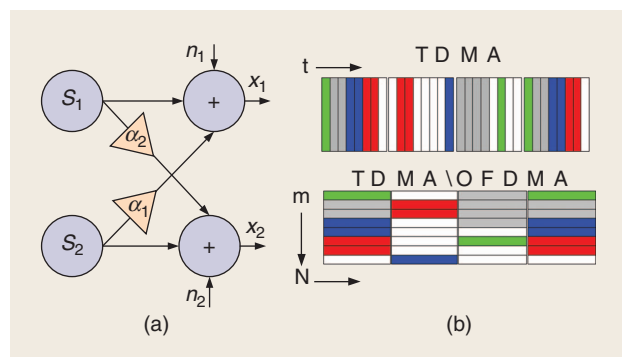 n1
S1
+
x1
α2
α1
S2
+
x2
n2
(a)
T D M A
t
T D M A \ O F D M A
m
N
(b)